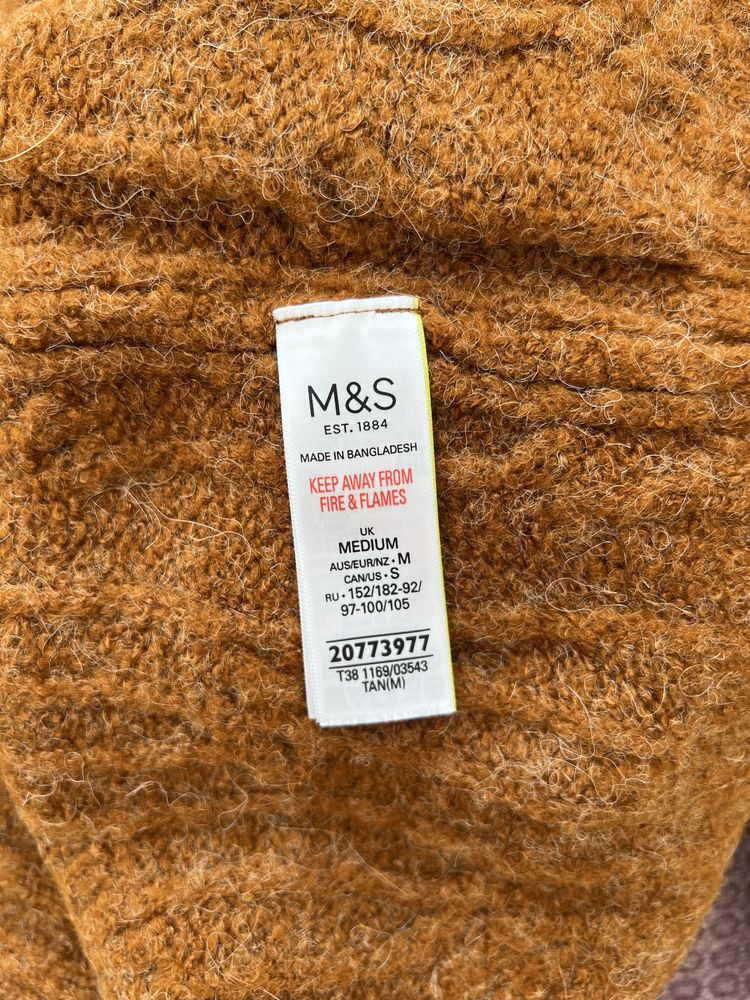 M&S
EST. 1884
MADE IN BANGLADESH
KEEP AWAY FROM
FIRE & FLAMES
UK
MEDIUM
AUS/EUR/NZ • M
CAN/US • S
RU • 152/182-92/
97-100/105
20773977
T38 1169/03543
TAN(M)